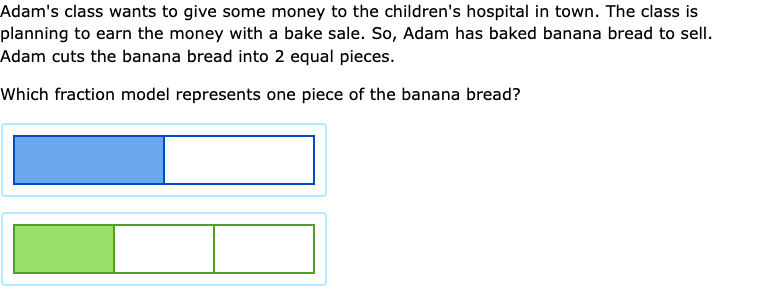 Adam's class wants to give some money to the children's hospital in town. The class is
planning to earn the money with a bake sale. So, Adam has baked banana bread to sell.
Adam cuts the banana bread into 2 equal pieces.
Which fraction model represents one piece of the banana bread?